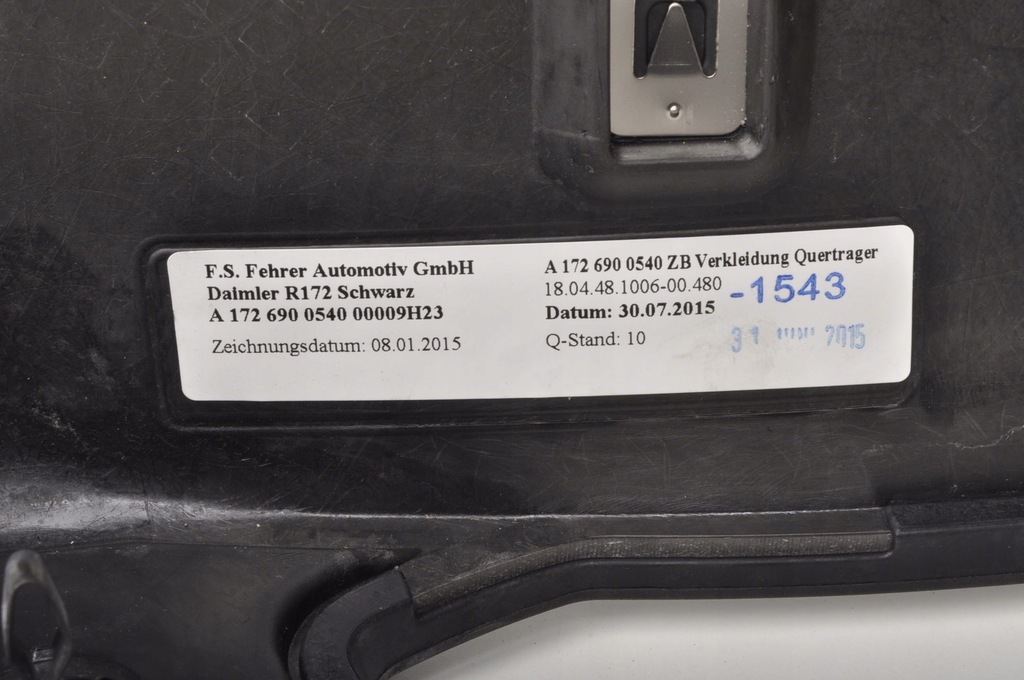 F.S. Fehrer Automotiv GmbH
Daimler R172 Schwarz
A 172 690 0540 00009H23
Zeichnungsdatum: 08.01.2015
A 172 690 0540 ZB Verkleidung Quertrager
18.04.48.1006-00.480
-1543
Datum: 30.07.2015
Q-Stand: 10
31 2015